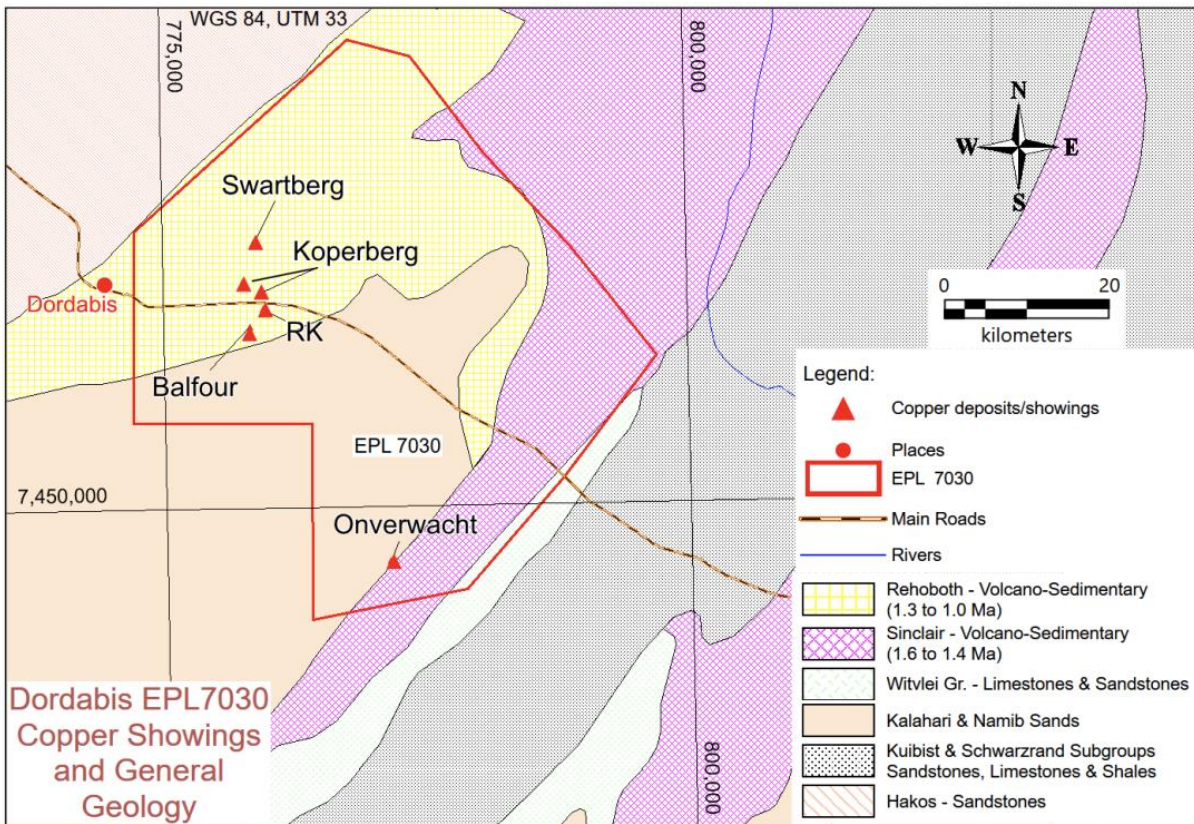 WGS 84, UTM 33
775,000
800,000
N
W E
S
Swartberg
Koperberg
Dordabis
RK
Balfour
0 20
kilometers
EPL 7030
7,450,000
Onverwacht
800,000
Legend:
Copper deposits/showings
Places
EPL 7030
Main Roads
Rivers
Rehoboth - Volcano-Sedimentary
(1.3 to 1.0 Ma)
Sinclair - Volcano-Sedimentary
(1.6 to 1.4 Ma)
Witvlei Gr. - Limestones & Sandstones
Kalahari & Namib Sands
Kuibist & Schwarzrand Subgroups
Sandstones, Limestones & Shales
Hakos - Sandstones
Dordabis EPL7030
Copper Showings
and General
Geology